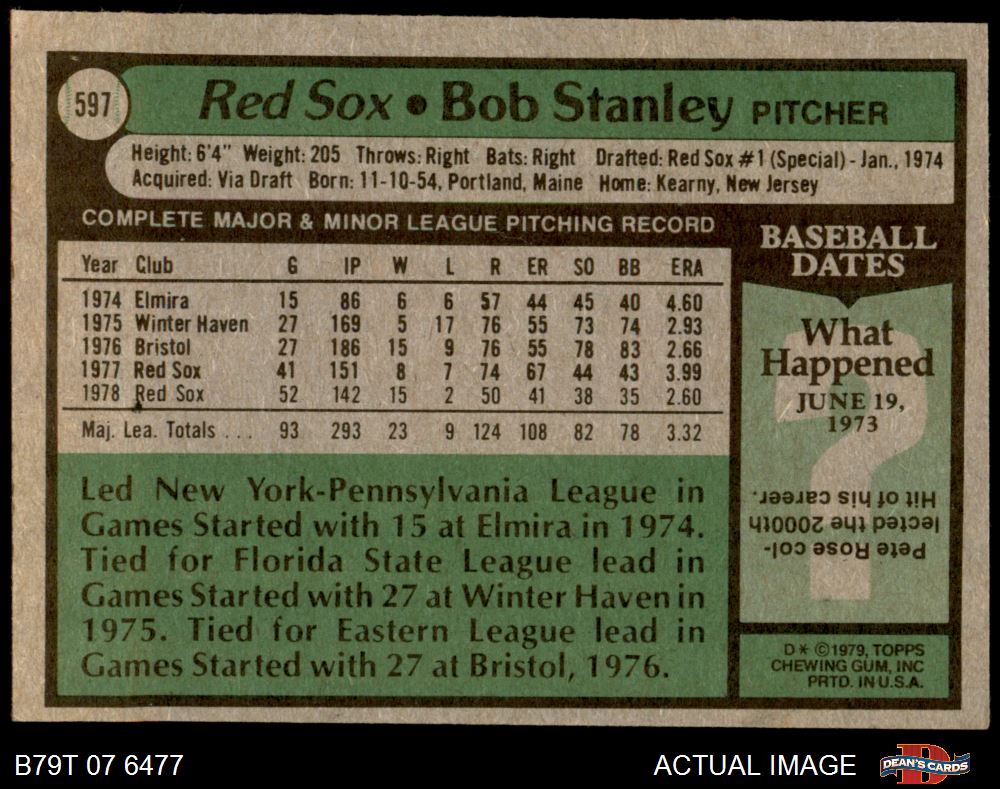 597
Red Sox • Bob Stanley PITCHER
Height: 6'4" Weight: 205 Throws: Right Bats: Right Drafted: Red Sox #1 (Special) - Jan., 1974
Acquired: Via Draft Born: 11-10-54, Portland, Maine Home: Kearny, New Jersey
COMPLETE MAJOR & MINOR LEAGUE PITCHING RECORD
Year Club G IP W L R ER SO BB ERA
1974 Elmira 15 86 6 6 57 44 45 40 4.60
1975 Winter Haven 27 169 5 17 76 55 73 74 2.93
1976 Bristol 27 186 15 9 76 55 78 83 2.66
1977 Red Sox 41 151 8 7 74 67 44 43 3.99
1978 Red Sox 52 142 15 2 50 41 38 35 2.60
Maj. Lea. Totals . . . 93 293 23 9 124 108 82 78 3.32
Led New York-Pennsylvania League in
Games Started with 15 at Elmira in 1974.
Tied for Florida State League lead in
Games Started with 27 at Winter Haven in
1975. Tied for Eastern League lead in
Games Started with 27 at Bristol, 1976.
BASEBALL
DATES
What
Happened
JUNE 19,
1973
?
Pete Rose col-
lected the 2000th
Hit of his career.
D* ©1979, TOPPS
CHEWING GUM, INC
PRTD. IN U.S.A.
B79T 07 6477
ACTUAL IMAGE
D
DEAN'S CARDS